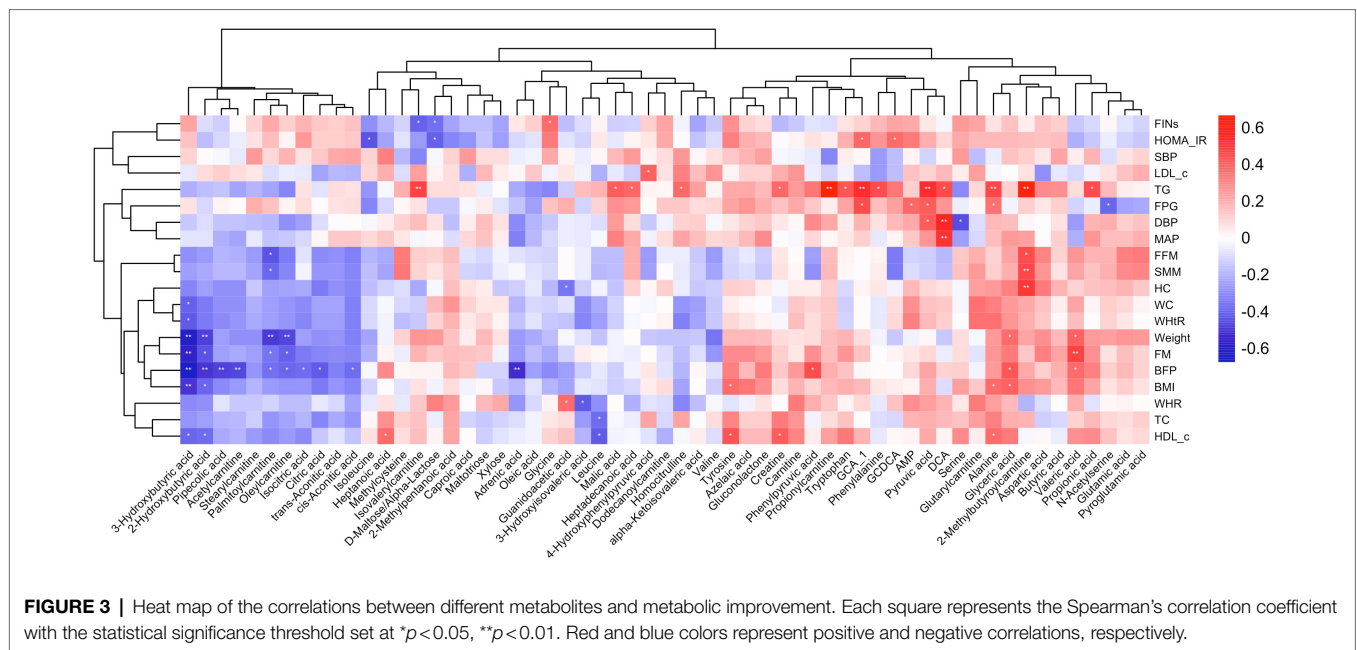 FINs
HOMA_IR
SBP
LDL_c
TG
FPG
DBP
MAP
FFM
SMM
HC
WC
WHtR
Weight
FM
BFP
BMI
WHR
TC
HDL_c
0.6
0.4
0.2
0
-0.2
-0.4
-0.6
3-Hydroxybutyric acid
2-Hydroxybutyric acid
Pipecolic acid
Acetylcarnitine
Stearylcarnitine
Palmitoylcarnitine
Oleylcarnitine
Isocitric acid
Citric acid
trans-Aconitic acid
cis-Aconitic acid
Isoleucine
Heptanoic acid
Methylcysteine
Isovalerylcarnitine
D-Maltose/Alpha-Lactose
2-Methylpentanoic acid
Caproic acid
Maltotriose
Xylose
Adrenic acid
Oleic acid
Glycine
Guanidoacetic acid
3-Hydroxyisovaleric acid
Leucine
Malic acid
Heptadecanoic acid
4-Hydroxyphenylpyruvic acid
Dodecanoylcarnitine
Homocitrulline
alpha-Ketoisovaleric acid
Valine
Tyrosine
Azelaic acid
Gluconolactone
Creatine
Carnitine
Phenylpyruvic acid
Propionylcarnitine
Tryptophan
GCA_1
Phenylalanine
GCDCA
AMP
Pyruvic acid
DCA
Serine
Glutarylcarnitine
Alanine
Glyceric acid
2-Methylbutyroylcarnitine
Aspartic acid
Butyric acid
Valeric acid
Propionic acid
N-Acetylserine
Glutamic acid
Pyroglutamic acid
FIGURE 3 | Heat map of the correlations between different metabolites and metabolic improvement. Each square represents the Spearman's correlation coefficient
with the statistical significance threshold set at *p<0.05, **p<0.01. Red and blue colors represent positive and negative correlations, respectively.